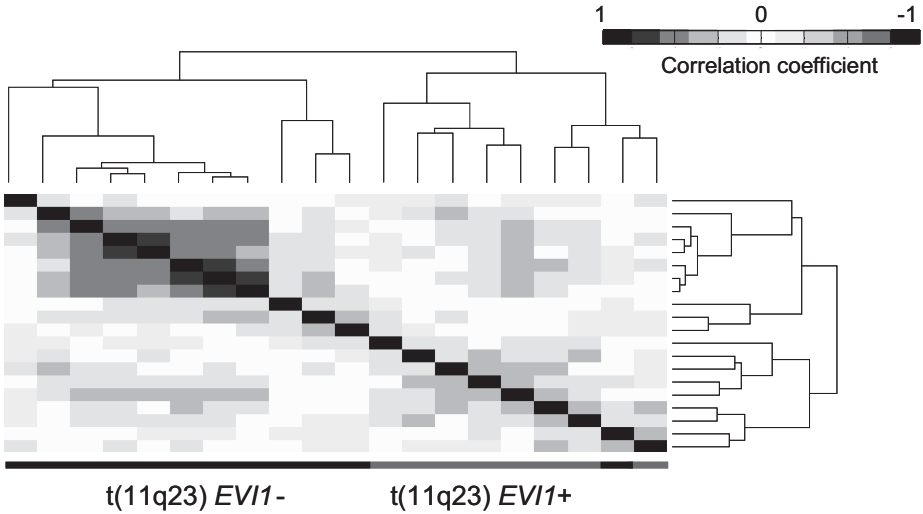 1 0 -1
Correlation coefficient
t(11q23) EVI1- t(11q23) EVI1+